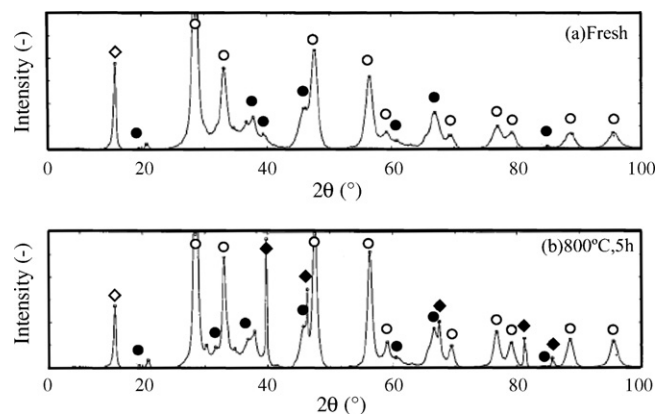 (a)Fresh
Intensity (-)
0 20 40 60 80 100
2θ (°)
(b)800ºC,5h
Intensity (-)
0 20 40 60 80 100
2θ (°)